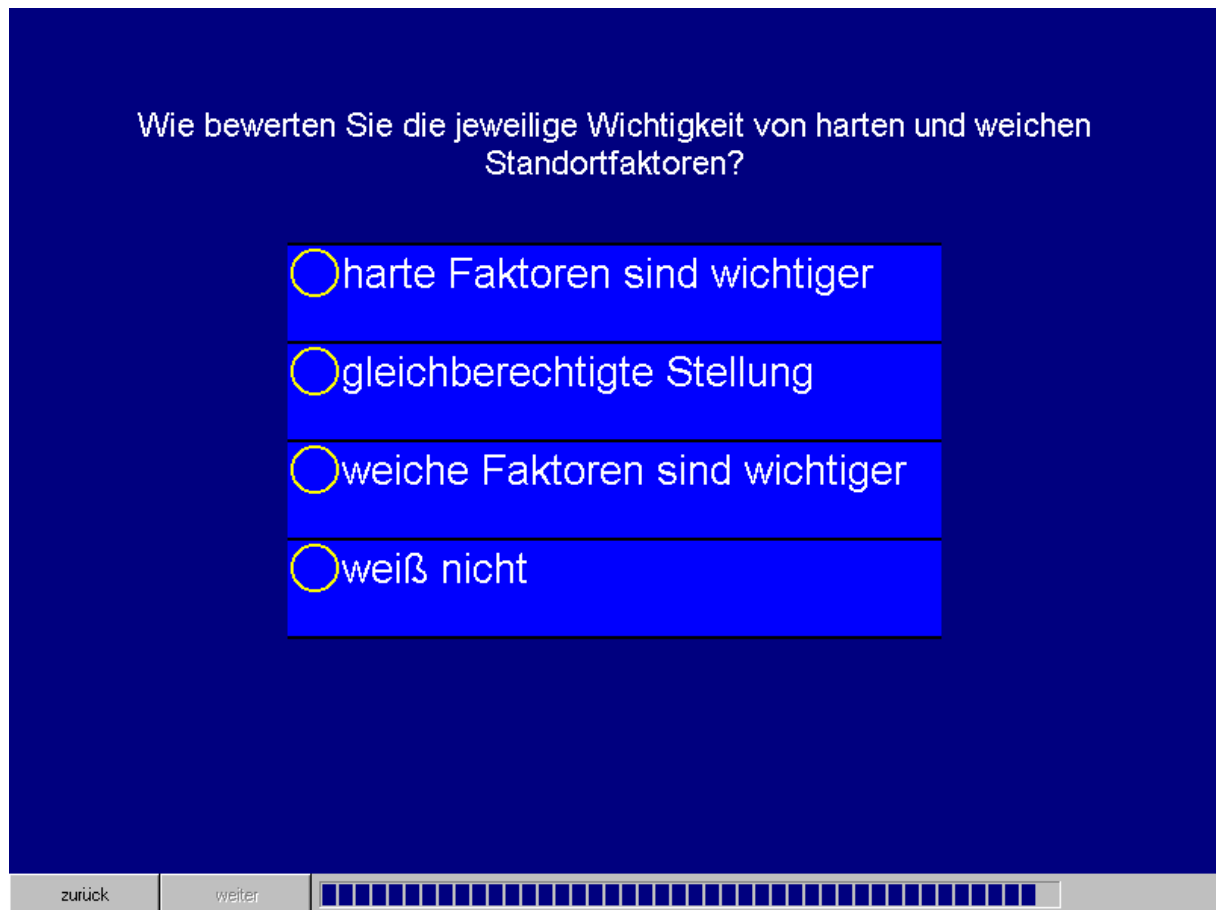 Wie bewerten Sie die jeweilige Wichtigkeit von harten und weichen
Standortfaktoren?
harte Faktoren sind wichtiger
gleichberechtigte Stellung
weiche Faktoren sind wichtiger
weiß nicht
zurück
weiter